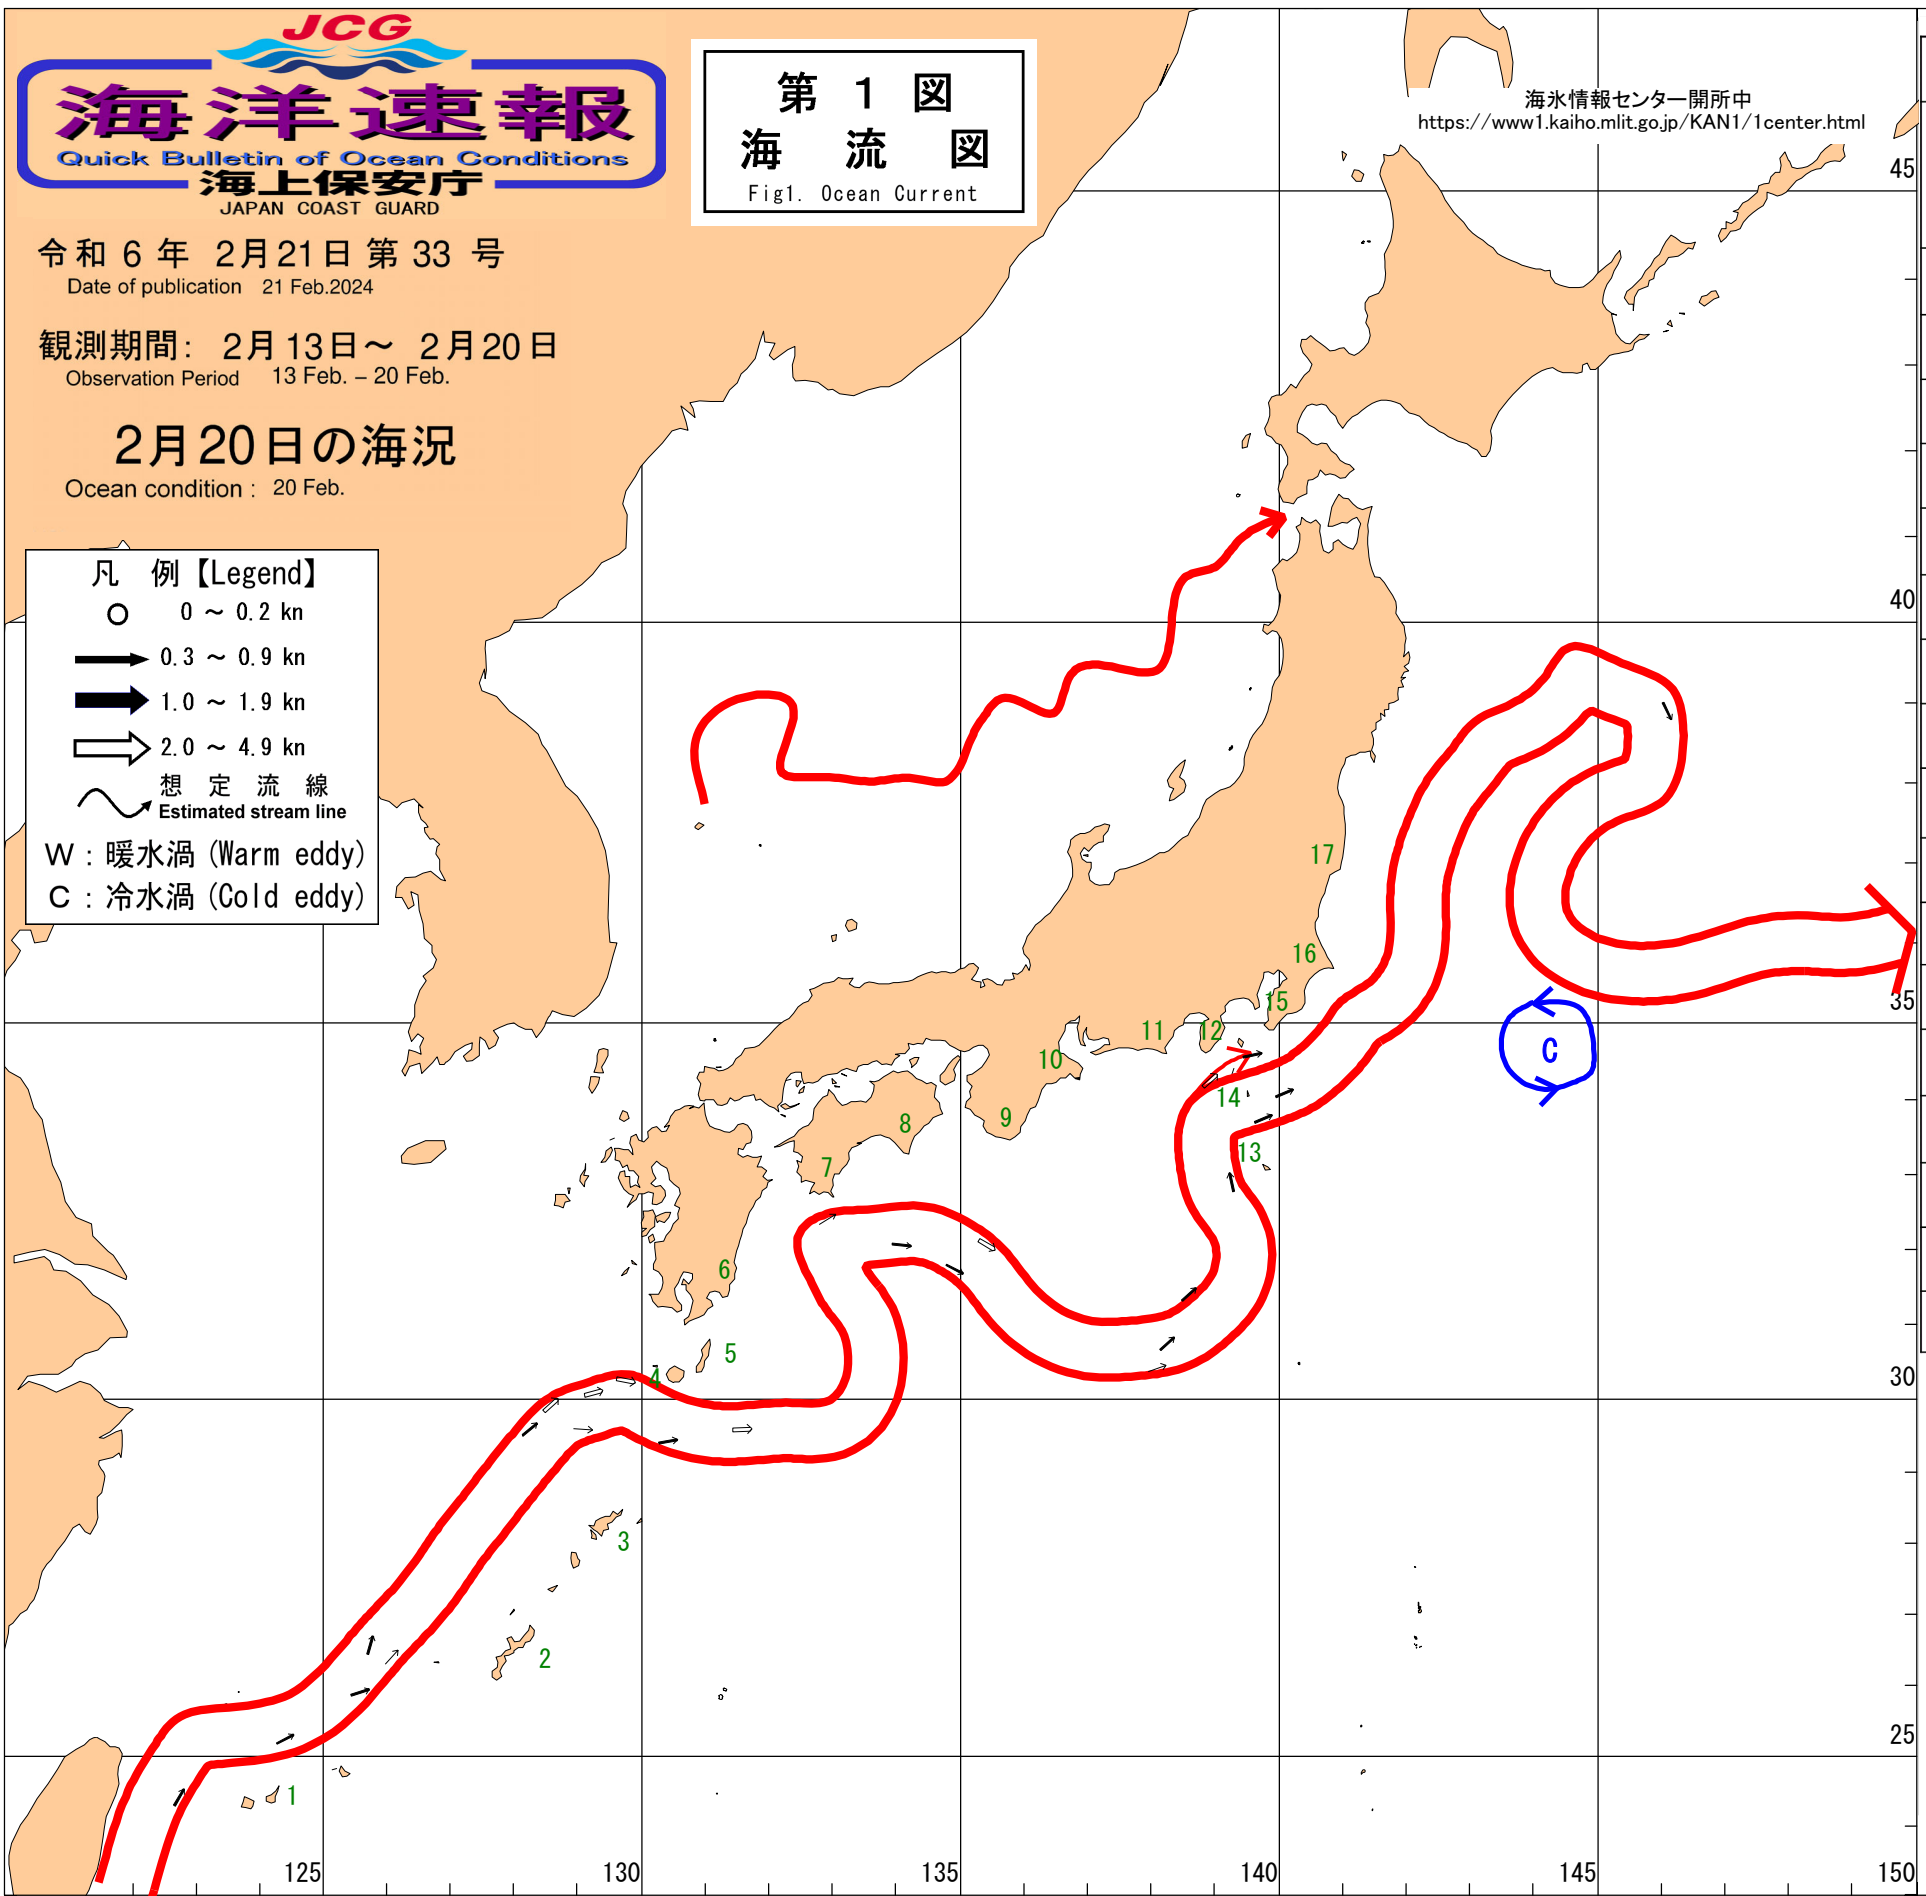 JCG
海洋速報
Quick Bulletin of Ocean Conditions
海上保安庁
JAPAN COAST GUARD
令和 6 年 2月21日 第 33 号
Date of publication 21 Feb.2024
観測期間: 2月13日～ 2月20日
Observation Period 13 Feb. – 20 Feb.
2月20日の海況
Ocean condition : 20 Feb.
第 1 図
海 流 図
Fig1. Ocean Current
海氷情報センター開所中
https://www1.kaiho.mlit.go.jp/KAN1/1center.html
凡 例【Legend】
0 ～ 0.2 kn
0.3 ～ 0.9 kn
1.0 ～ 1.9 kn
2.0 ～ 4.9 kn
想 定 流 線
Estimated stream line
W : 暖水渦 (Warm eddy)
C : 冷水渦 (Cold eddy)
45
40
17
16
15
35
11
12
10
C
14
8
9
13
7
6
5
4
30
3
2
25
1
125
130
135
140
145
150